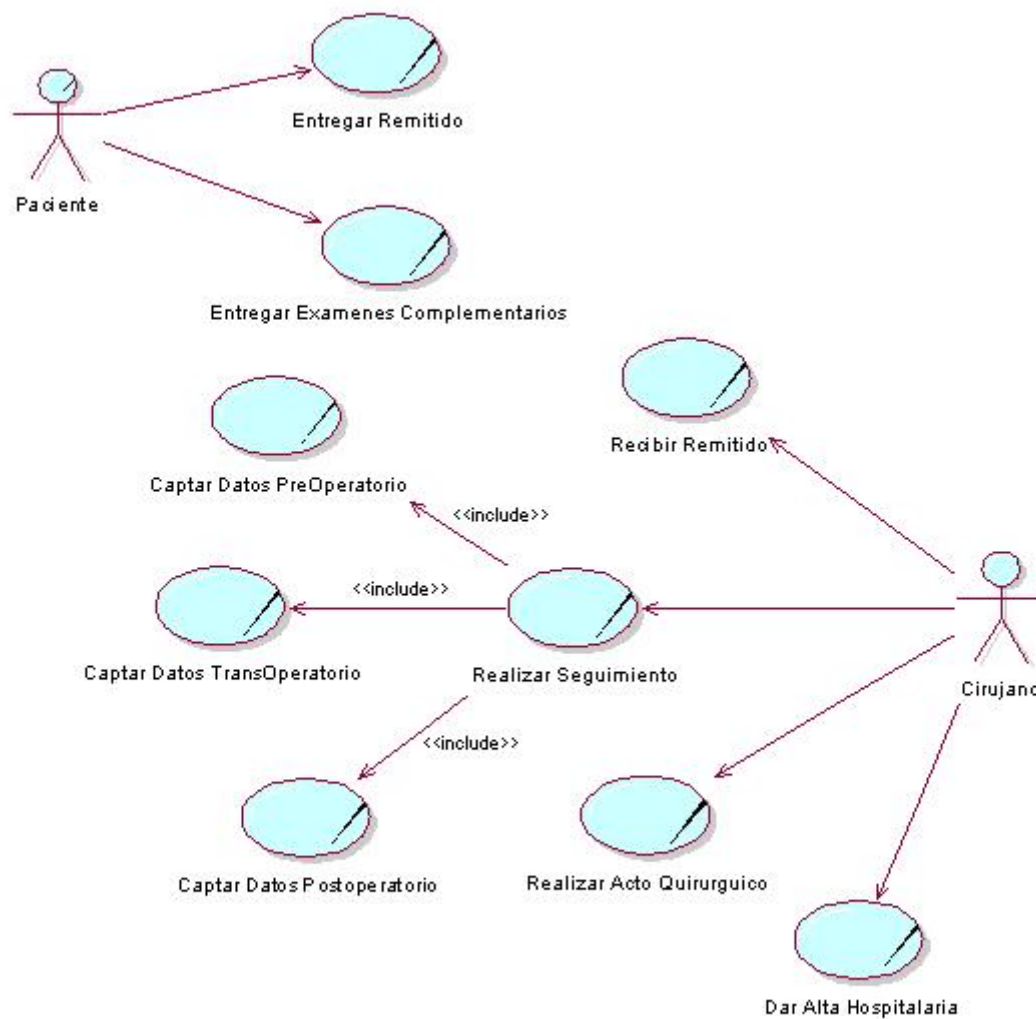 Entregar Remitido
Paciente
Entregar Examenes Complementarios
Recibir Remitido
Captar Datos PreOperatorio
<<include>>
<<include>>
Captar Datos TransOperatorio
Realizar Seguimiento
Cirujano
<<include>>
Captar Datos Postoperatorio
Realizar Acto Quirurguico
Dar Alta Hospitalaria